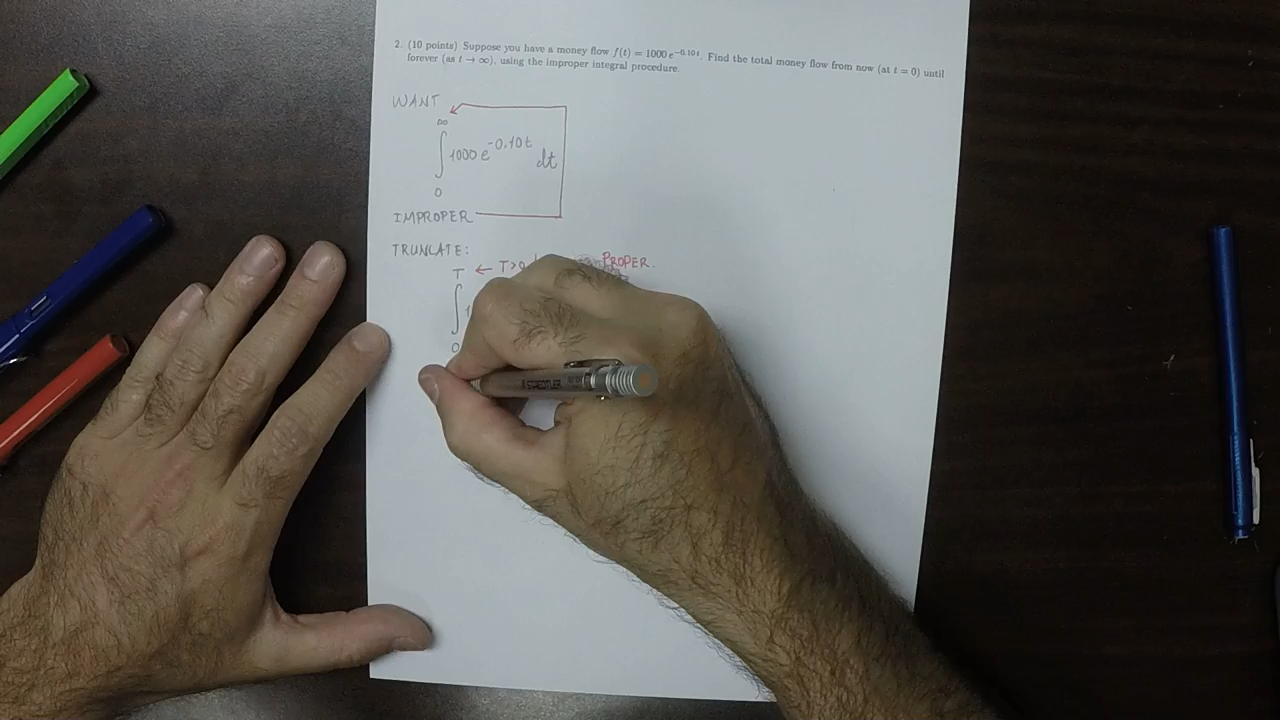 2. (10 points) Suppose you have a money flow f(t) = 1000 e^{-0.10t}. Find the total money flow from now (at t = 0) until
forever (as t → ∞), using the improper integral procedure.
WANT
∞
∫ 1000 e^{-0.10t} dt
0
IMPROPER
TRUNCATE:
T ← T>0 PROPER.
∫ 1
0